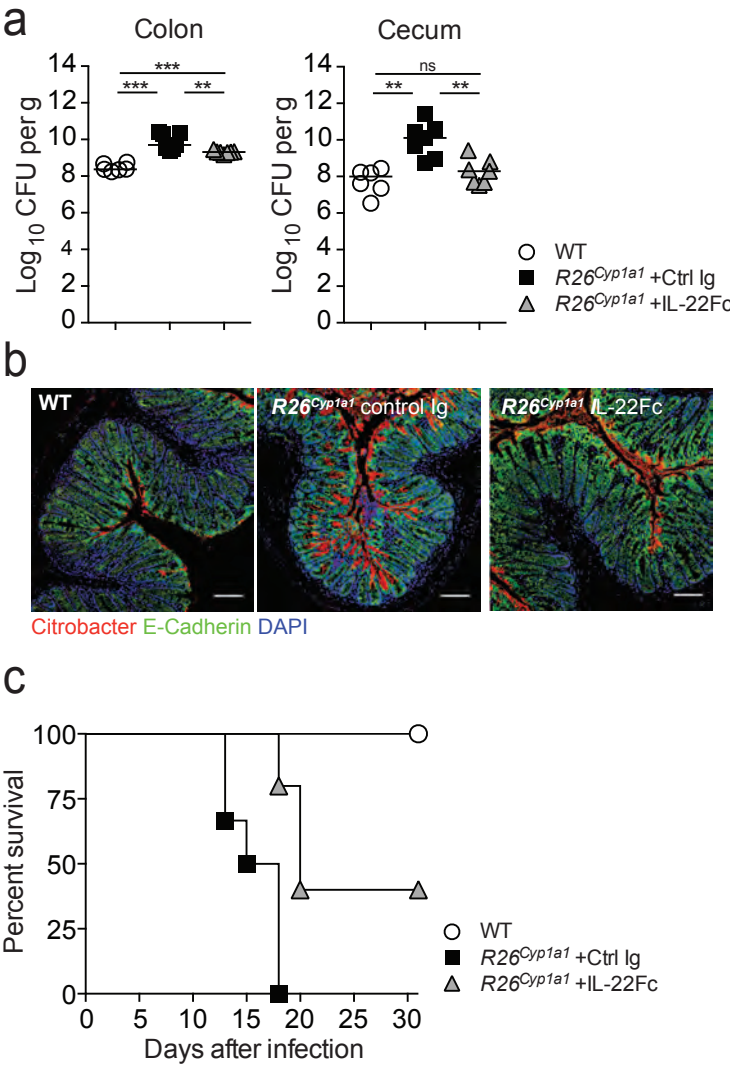 a
Colon
Cecum
14
12
10
8
6
4
2
0
Log10 CFU per g
***
*** **
14
12
10
8
6
4
2
0
Log10 CFU per g
ns
** **
WT
R26Cyp1a1 +Ctrl Ig
R26Cyp1a1 +IL-22Fc
b
WT
R26Cyp1a1 control Ig
R26Cyp1a1 IL-22Fc
Citrobacter E-Cadherin DAPI
c
100
75
50
25
0
Percent survival
0 5 10 15 20 25 30
Days after infection
WT
R26Cyp1a1 +Ctrl Ig
R26Cyp1a1 +IL-22Fc